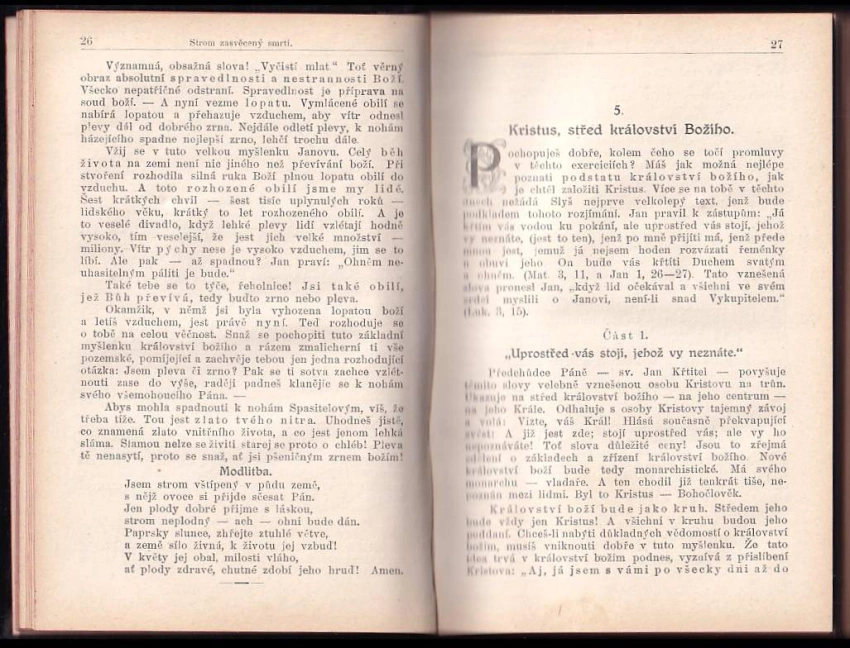 26
Strom zasvěcený smrti.
Významná, obsažná slova! „Vyčistí mlat.“ Toť věrný
obraz absolutní spravedlnosti a nestrannosti Boží.
Všecko nepatřičné odstraní. Spravedlnost je příprava na
soud boží. — A nyní vezme lopatu. Vymlácené obilí se
nabírá lopatou a přehazuje vzduchem, aby vítr odnesl
plevy dál od dobrého zrna. Nejdále odletí plevy, k nohám
házejícího spadne nejlepší zrno, lehčí trochu dále.
Vžij se v tuto velkou myšlenku Janovu. Celý běh
života na zemi není nic jiného než převívání boží. Při
stvoření rozhodila silná ruka Boží plnou lopatu obilí do
vzduchu. A toto rozhozené obilí jsme my lidé.
Šest krátkých chvil — šest tisíc uplynulých roků —
lidského věku, krátký to let rozhozeného obilí. A je
to veselé divadlo, když lehké plevy lidí vzlétají hodně
vysoko, tím veselejší, že je jich velké množství —
miliony. Vítr pýchy nese je vysoko vzduchem, jim se to
líbí. Ale pak — až spadnou? Jan praví: „Ohněm ne-
uhasitelným páliti je bude.“
Také tebe se to týče, řeholnice! Jsi také obilí,
jež Bůh převívá, tedy buďto zrno nebo pleva.
Okamžik, v němž jsi byla vyhozena lopatou boží
a letíš vzduchem, jest právě nyní. Teď rozhoduje se
o tobě na celou věčnost. Snaž se pochopiti tuto základní
myšlenku království božího a rázem zmalicherní ti vše
pozemské, pomíjející a zachvěje tebou jen jedna rozhodující
otázka: Jsem pleva či zrno? Pak se ti sotva zachce vzlét-
nouti zase do výše, raději padneš klanějíc se k nohám
svého všemohoucího Pána. —
Abys mohla spadnouti k nohám Spasitelovým, víš, že
třeba tíže. Tou jest zlato tvého nitra. Uhodneš jistě,
co znamená zlato vnitřního života, a co jest jenom lehká
sláma. Slamou nelze se živiti starej se proto o chléb! Pleva
tě nenasytí, proto se snaž, ať jsi pšeničným zrnem božím!
Modlitba.
Jsem strom vštípený v půdu země,
s nějž ovoce si přijde sčesat Pán.
Jen plody dobré přijme s láskou,
strom neplodný — ach — ohni bude dán.
Paprsky slunce, zhřejte ztuhlé větve,
a země sílo živná, k životu jej vzbuď!
V květy jej obal, milosti vláho,
ať plody zdravé, chutné zdobí jeho hruď! Amen.
27
5.
Kristus, střed království Božího.
Pochopuješ dobře, kolem čeho se točí promluvy
v těchto exerciciích? Máš jak možná nejlépe
poznati podstatu království božího, jak
je chtěl založiti Kristus. Více se na tobě v těchto
dnech nežádá Slyš nejprve velkolepý text, jenž bude
podkladem tohoto rozjímání. Jan pravil k zástupům: „Já
křtím vás vodou ku pokání, ale uprostřed vás stojí, jehož
vy neznáte, (jest to ten), jenž po mně přijíti má, jenž přede
mnou jest, jemuž já nejsem hoden rozvázati řeménky
u obuvi jeho On bude vás křtíti Duchem svatým
a ohněm. (Mat. 3, 11, a Jan 1, 26—27). Tato vznešená
slova pronesl Jan, „když lid očekával a všichni ve svém
srdci myslili o Janovi, není-li snad Vykupitelem.“
(Luk. 3, 15).
Část I.
„Uprostřed vás stojí, jehož vy neznáte.“
Předchůdce Páně — sv. Jan Křtitel — povyšuje
těmito slovy velebně vznešenou osobu Kristovu na trůn.
Ukazuje na střed království božího — na jeho centrum —
na jeho Krále. Odhaluje s osoby Kristovy tajemný závoj
a volá: Vizte, váš Král! Hlásá současně překvapující
zvěst: A již jest zde; stojí uprostřed vás; ale vy ho
nepoznáváte! Toť slova důležité ceny! Jsou to zřejmá
sdělení o základech a zřízení království božího. Nové
království boží bude tedy monarchistické. Má svého
monarchu — vladaře. A ten chodil již tenkrát tiše, ne-
poznán mezi lidmi. Byl to Kristus — Bohočlověk.
Království boží bude jako kruh. Středem jeho
bude vždy jen Kristus! A všichni v kruhu budou jeho
poddaní. Chceš-li nabýti důkladných vědomostí o království
božím, musíš vniknouti dobře v tuto myšlenku. Že tato
idea trvá v království božím podnes, vyznívá z přislíbení
Kristova: „Aj, já jsem s vámi po všecky dni až do